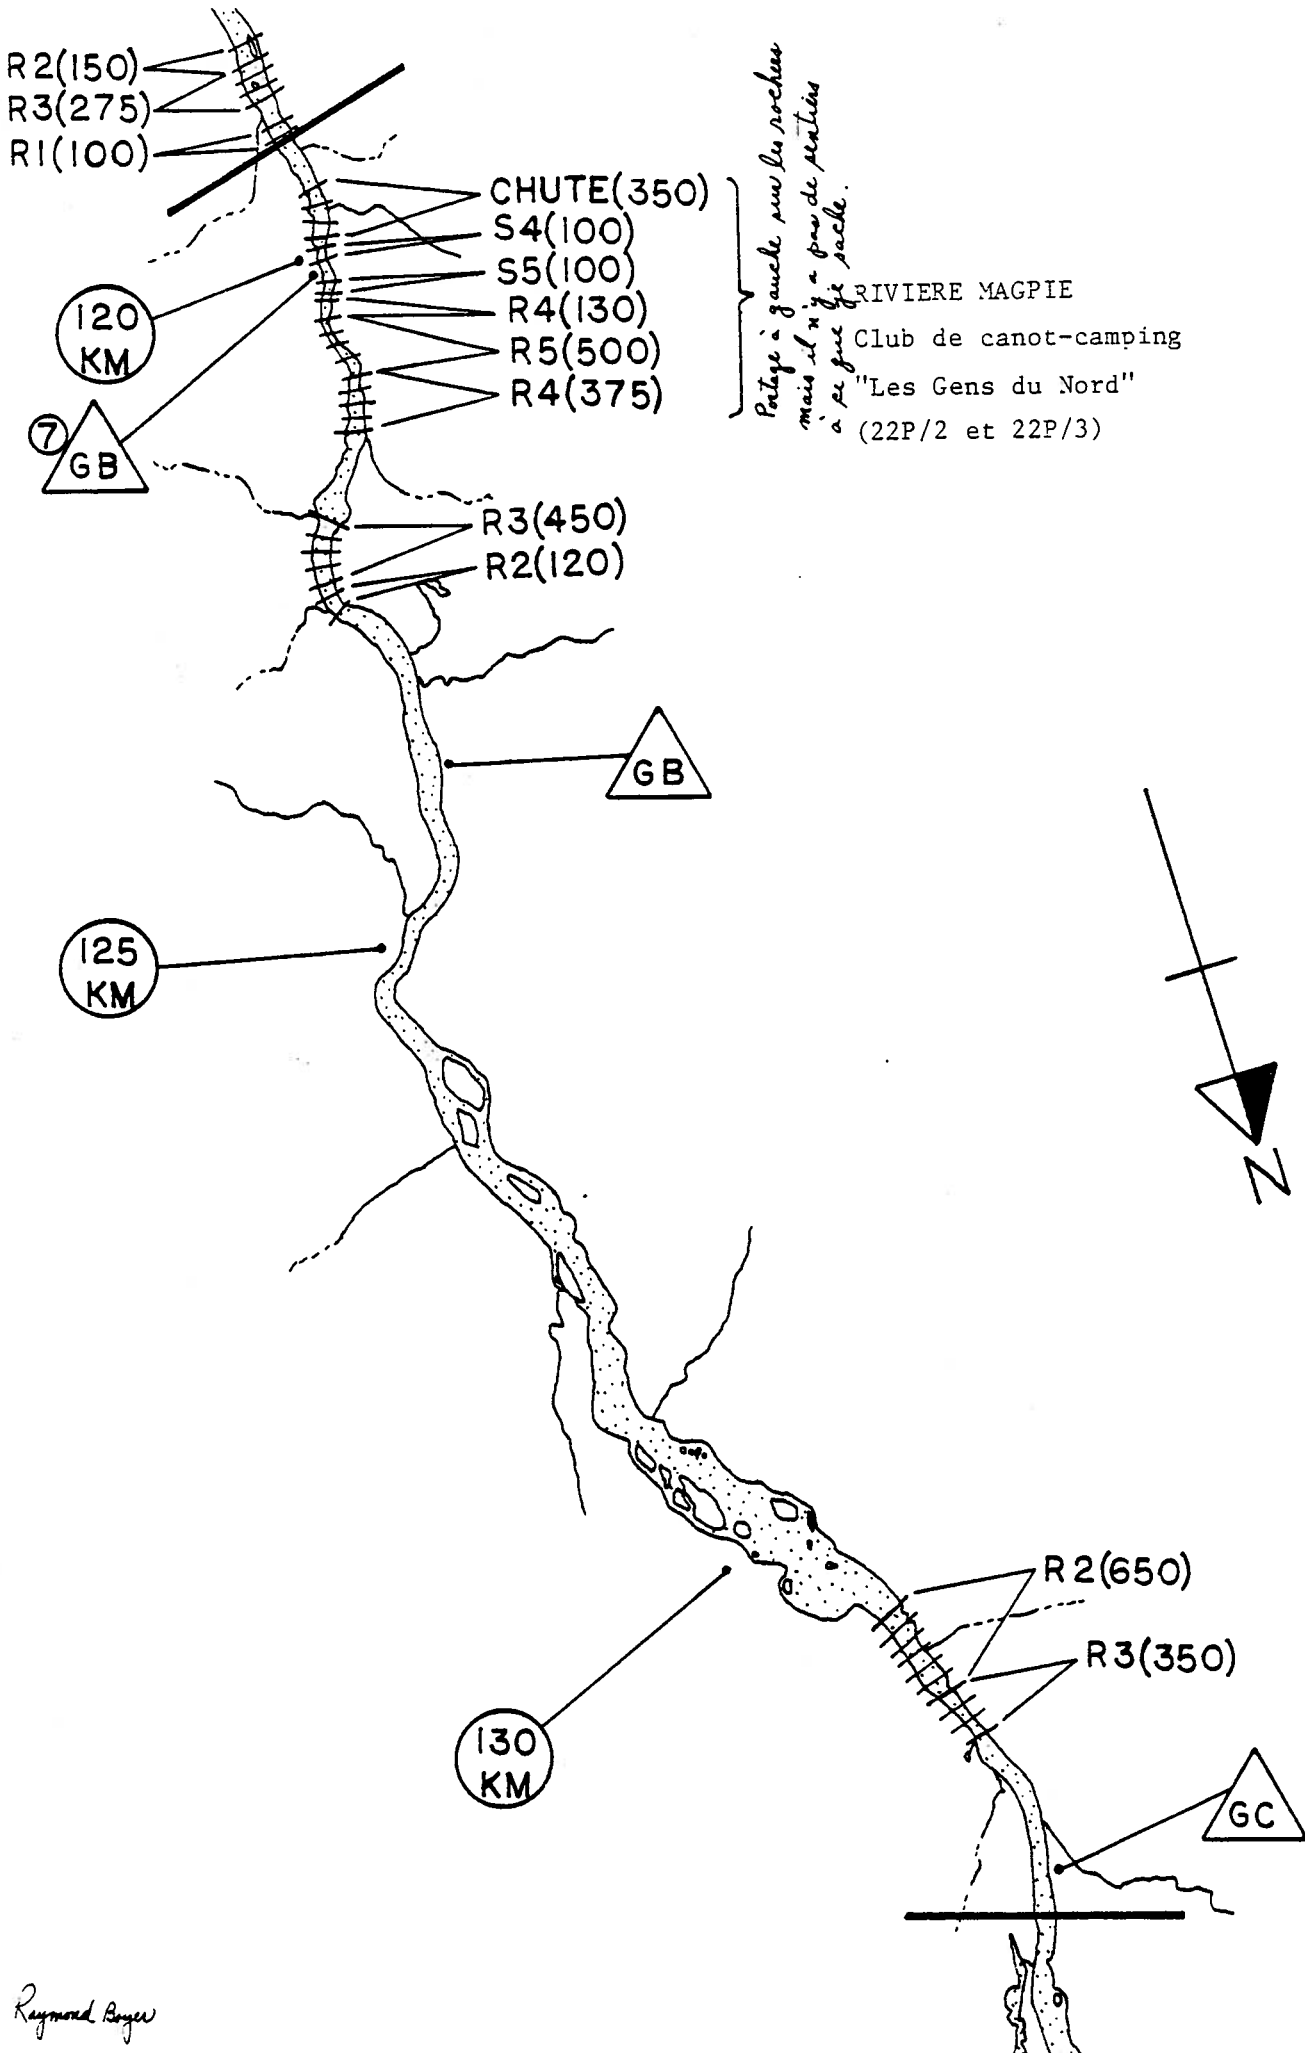 R2(150)
R3(275)
R1(100)
CHUTE(350)
S4(100)
S5(100)
R4(130)
R5(500)
R4(375)
Portage à gauche sur les rochers
mais il n'y a pas de sentiers
à ce que je sache.
RIVIERE MAGPIE
Club de canot-camping
"Les Gens du Nord"
(22P/2 et 22P/3)
120
KM
7
GB
R3(450)
R2(120)
GB
125
KM
N
R2(650)
R3(350)
130
KM
GC
Raymond Boyer